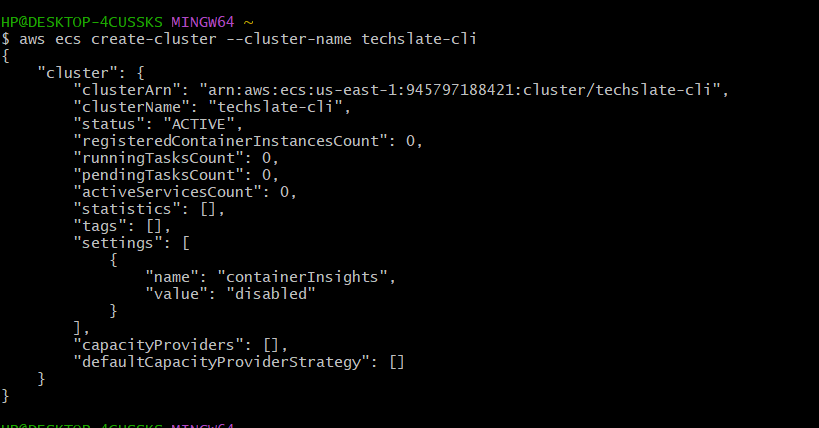 HP@DESKTOP-4CUSSKS MINGW64 ~
$ aws ecs create-cluster --cluster-name techslate-cli
{
    "cluster": {
        "clusterArn": "arn:aws:ecs:us-east-1:945797188421:cluster/techslate-cli",
        "clusterName": "techslate-cli",
        "status": "ACTIVE",
        "registeredContainerInstancesCount": 0,
        "runningTasksCount": 0,
        "pendingTasksCount": 0,
        "activeServicesCount": 0,
        "statistics": [],
        "tags": [],
        "settings": [
            {
                "name": "containerInsights",
                "value": "disabled"
            }
        ],
        "capacityProviders": [],
        "defaultCapacityProviderStrategy": []
    }
}
HP@DESKTOP-4CUSSKS MINGW64